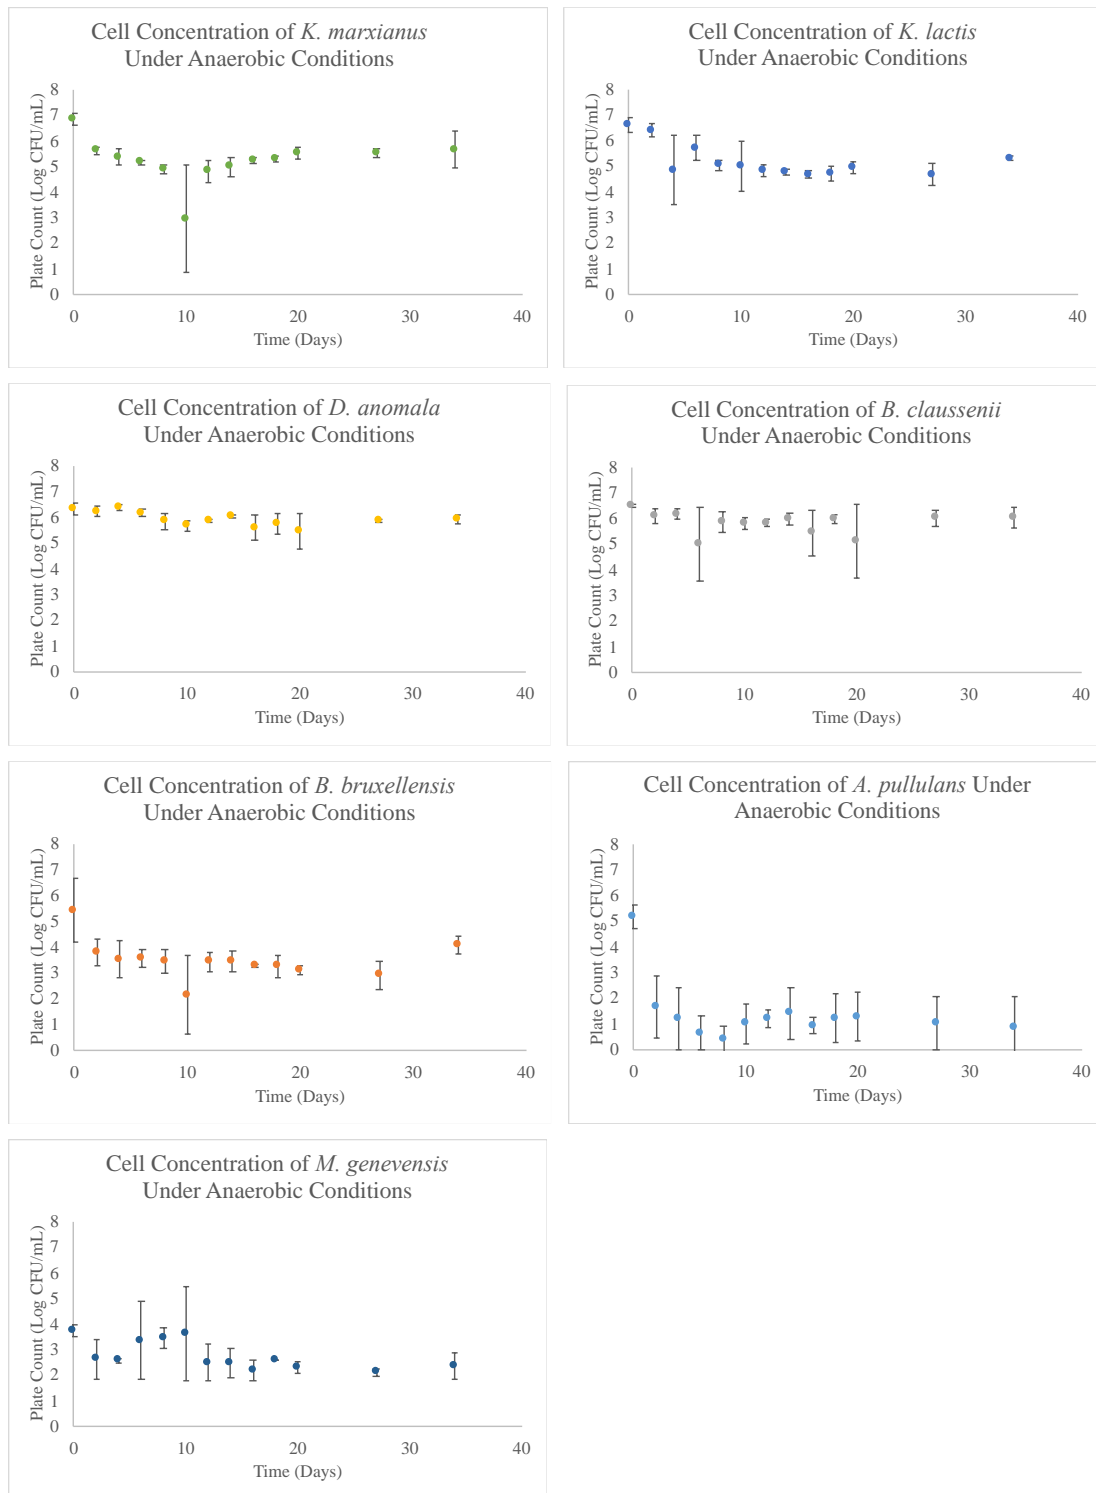 Cell Concentration of K. marxianus
Under Anaerobic Conditions
Plate Count (Log CFU/mL)
8
7
6
5
4
3
2
1
0
0 10 20 30 40
Time (Days)
Cell Concentration of K. lactis
Under Anaerobic Conditions
Plate Count (Log CFU/mL)
8
7
6
5
4
3
2
1
0
0 10 20 30 40
Time (Days)
Cell Concentration of D. anomala
Under Anaerobic Conditions
Plate Count (Log CFU/mL)
8
7
6
5
4
3
2
1
0
0 10 20 30 40
Time (Days)
Cell Concentration of B. claussenii
Under Anaerobic Conditions
Plate Count (Log CFU/mL)
8
7
6
5
4
3
2
1
0
0 10 20 30 40
Time (Days)
Cell Concentration of B. bruxellensis
Under Anaerobic Conditions
Plate Count (Log CFU/mL)
8
7
6
5
4
3
2
1
0
0 10 20 30 40
Time (Days)
Cell Concentration of A. pullulans Under
Anaerobic Conditions
Plate Count (Log CFU/mL)
8
7
6
5
4
3
2
1
0
0 10 20 30 40
Time (Days)
Cell Concentration of M. genevensis
Under Anaerobic Conditions
Plate Count (Log CFU/mL)
8
7
6
5
4
3
2
1
0
0 10 20 30 40
Time (Days)